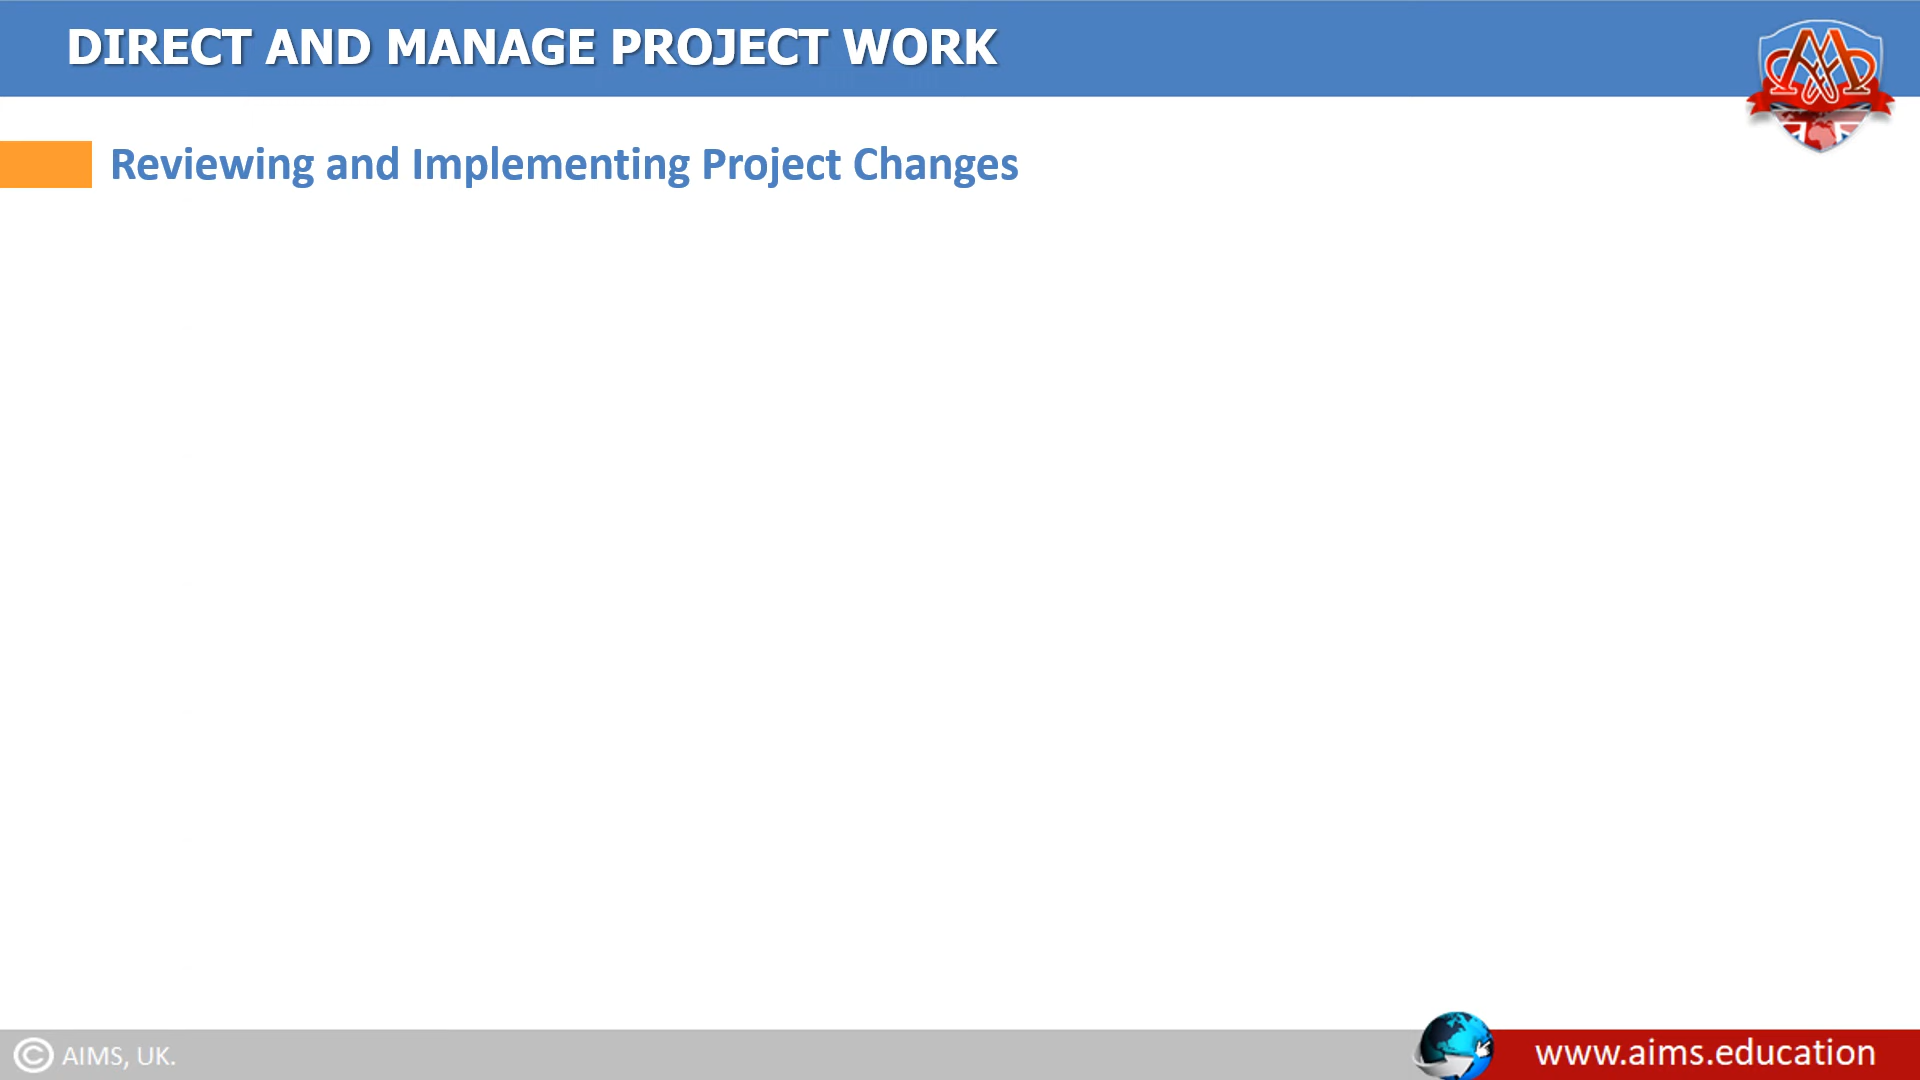 DIRECT AND MANAGE PROJECT WORK
Reviewing and Implementing Project Changes
© AIMS, UK.
www.aims.education